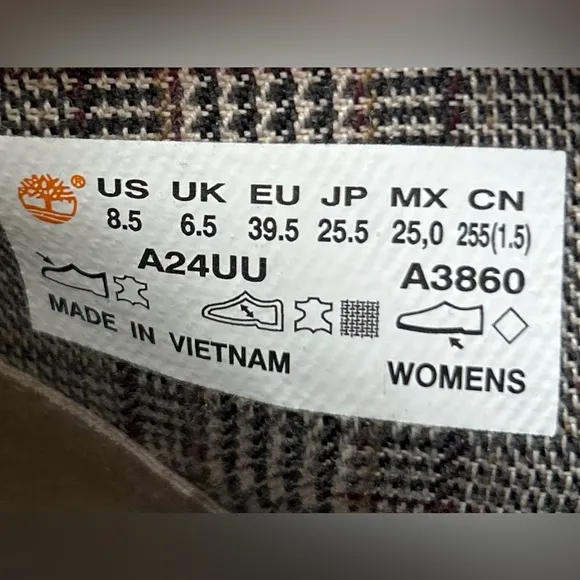 ® US UK EU JP MX CN
8.5 6.5 39.5 25.5 25,0 255(1.5)
A24UU A3860
MADE IN VIETNAM WOMENS